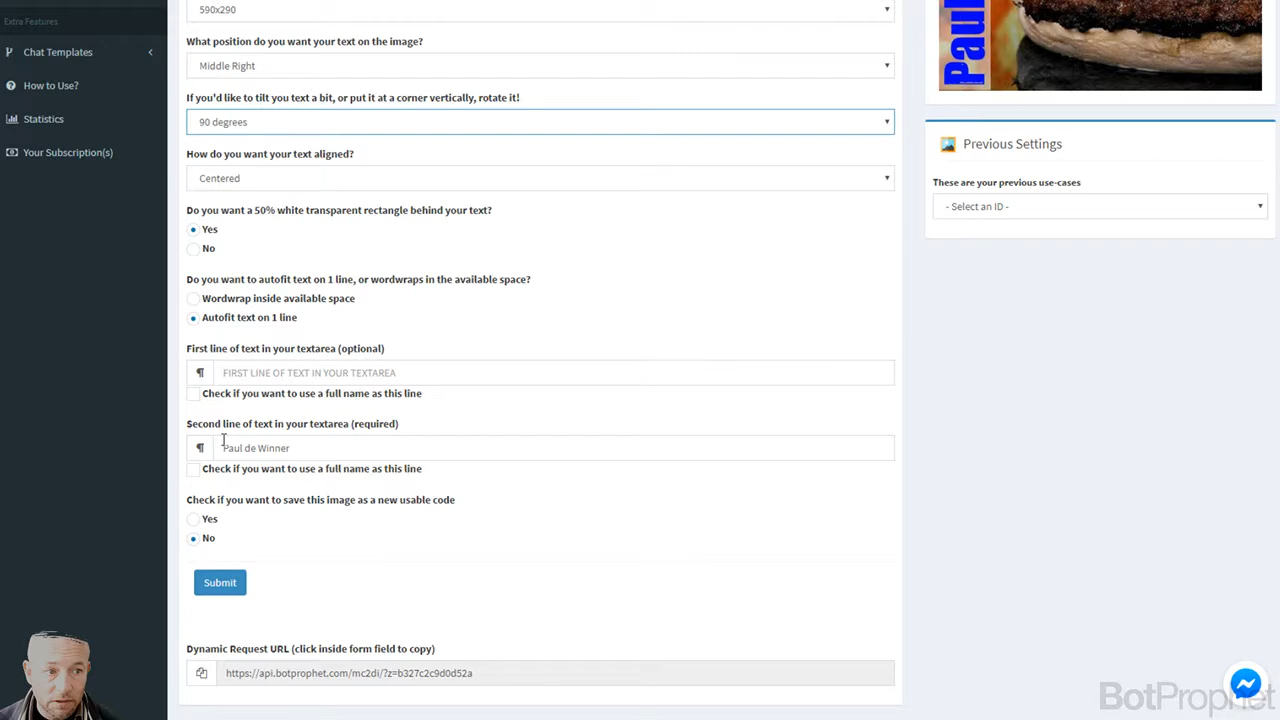 Extra Features
Chat Templates
How to Use?
Statistics
Your Subscription(s)
590x290
What position do you want your text on the image?
Middle Right
If you'd like to tilt you text a bit, or put it at a corner vertically, rotate it!
90 degrees
How do you want your text aligned?
Centered
Do you want a 50% white transparent rectangle behind your text?
Yes
No
Do you want to autofit text on 1 line, or wordwraps in the available space?
Wordwrap inside available space
Autofit text on 1 line
First line of text in your textarea (optional)
FIRST LINE OF TEXT IN YOUR TEXTAREA
Check if you want to use a full name as this line
Second line of text in your textarea (required)
Paul de Winner
Check if you want to use a full name as this line
Check if you want to save this image as a new usable code
Yes
No
Submit
Dynamic Request URL (click inside form field to copy)
https://api.botprophet.com/mc2di/?z=b327c2c9d0d52a
Paul
Previous Settings
These are your previous use-cases
- Select an ID -
BotProphet